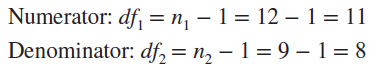 Numerator: df₁ = n₁ – 1 = 12 – 1 = 11
Denominator: df₂ = n₂ – 1 = 9 – 1 = 8